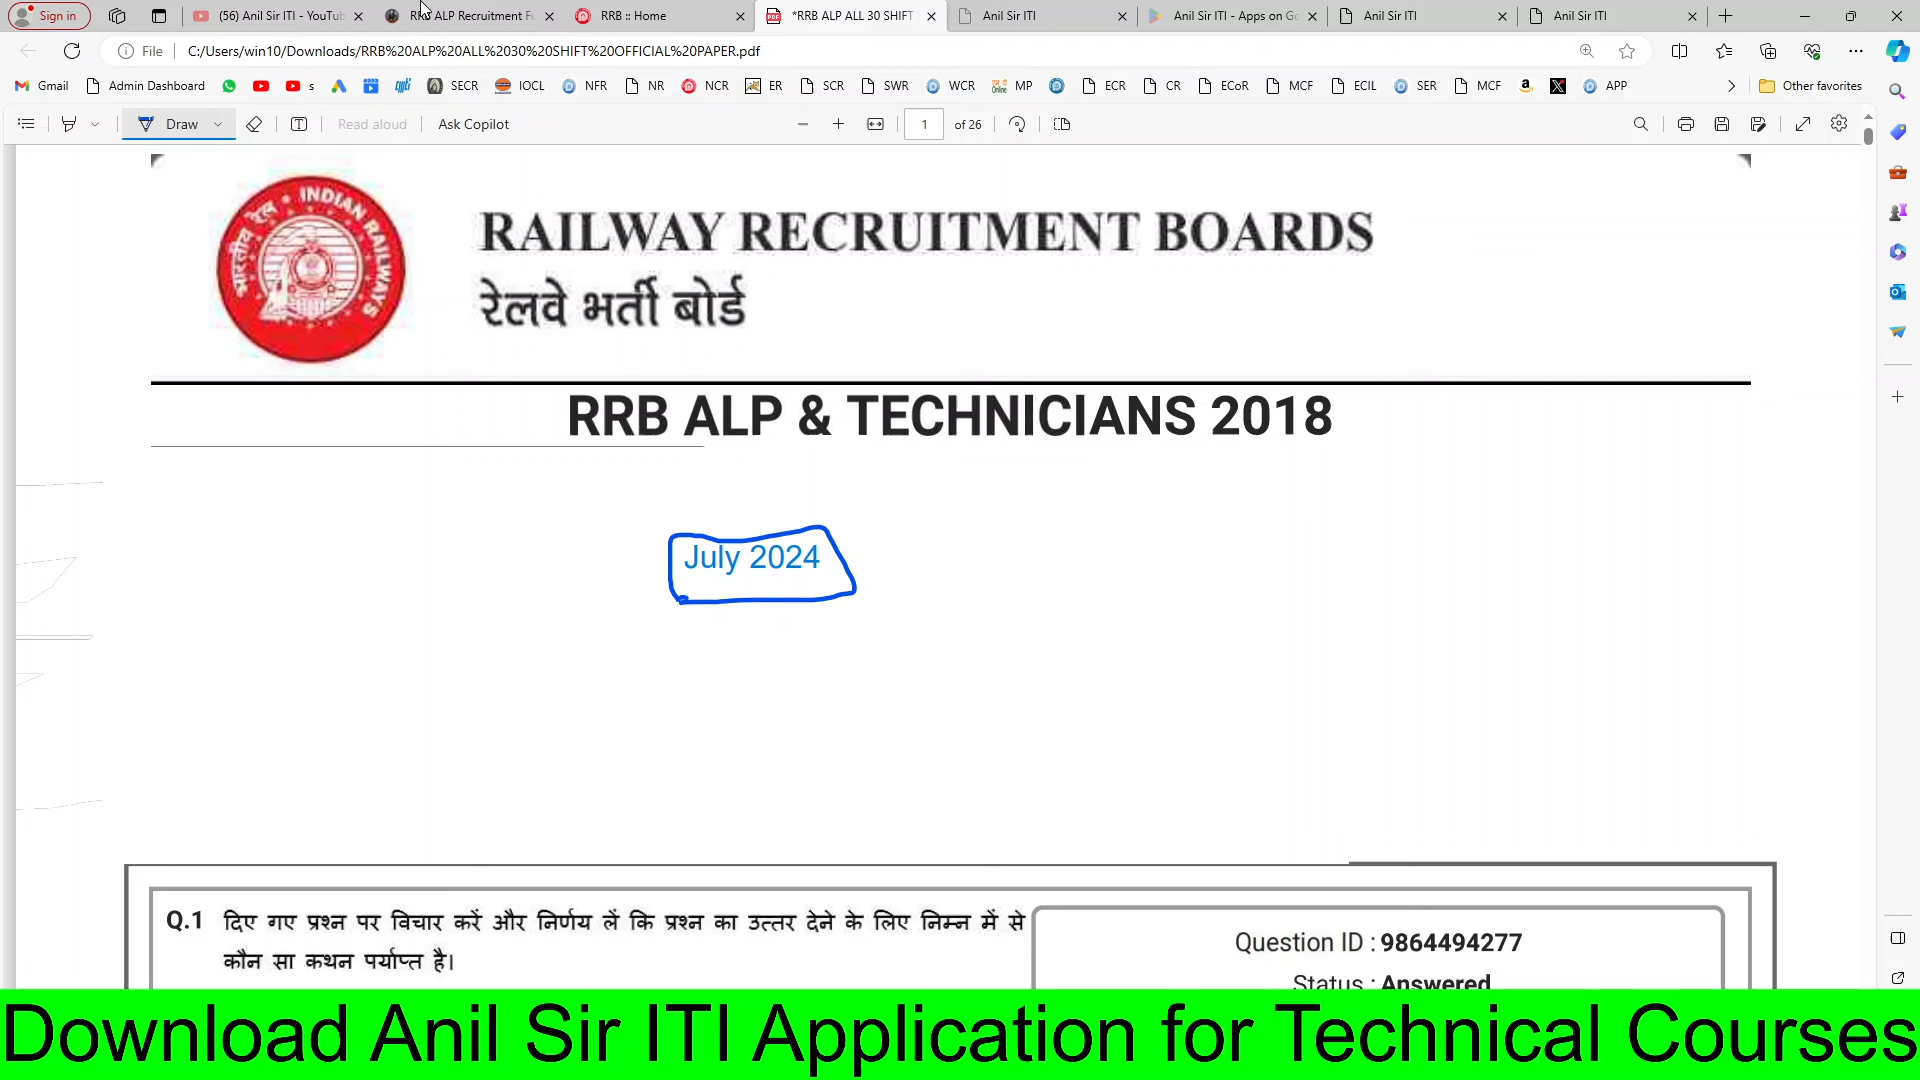 Sign in
(56) Anil Sir ITI - YouTub
ALP Recruitment Fu
RRB :: Home
*RRB ALP ALL 30 SHIFT
Anil Sir ITI
Anil Sir ITI - Apps on Go
Anil Sir ITI
Anil Sir ITI
File
C:/Users/win10/Downloads/RRB%20ALP%20ALL%2030%20SHIFT%20OFFICIAL%20PAPER.pdf
Gmail
Admin Dashboard
s
SECR
IOCL
NFR
NR
NCR
ER
SCR
SWR
WCR
MP
ECR
CR
ECoR
MCF
ECIL
SER
MCF
APP
Other favorites
Draw
Read aloud
Ask Copilot
1
of 26
INDIAN RAILWAYS
भारतीय रेल
RAILWAY RECRUITMENT BOARDS
रेलवे भर्ती बोर्ड
RRB ALP & TECHNICIANS 2018
July 2024
Q.1 दिए गए प्रश्न पर विचार करें और निर्णय लें कि प्रश्न का उत्तर देने के लिए निम्न में से
कौन सा कथन पर्याप्त है।
Question ID : 9864494277
Status : Answered
Download Anil Sir ITI Application for Technical Courses